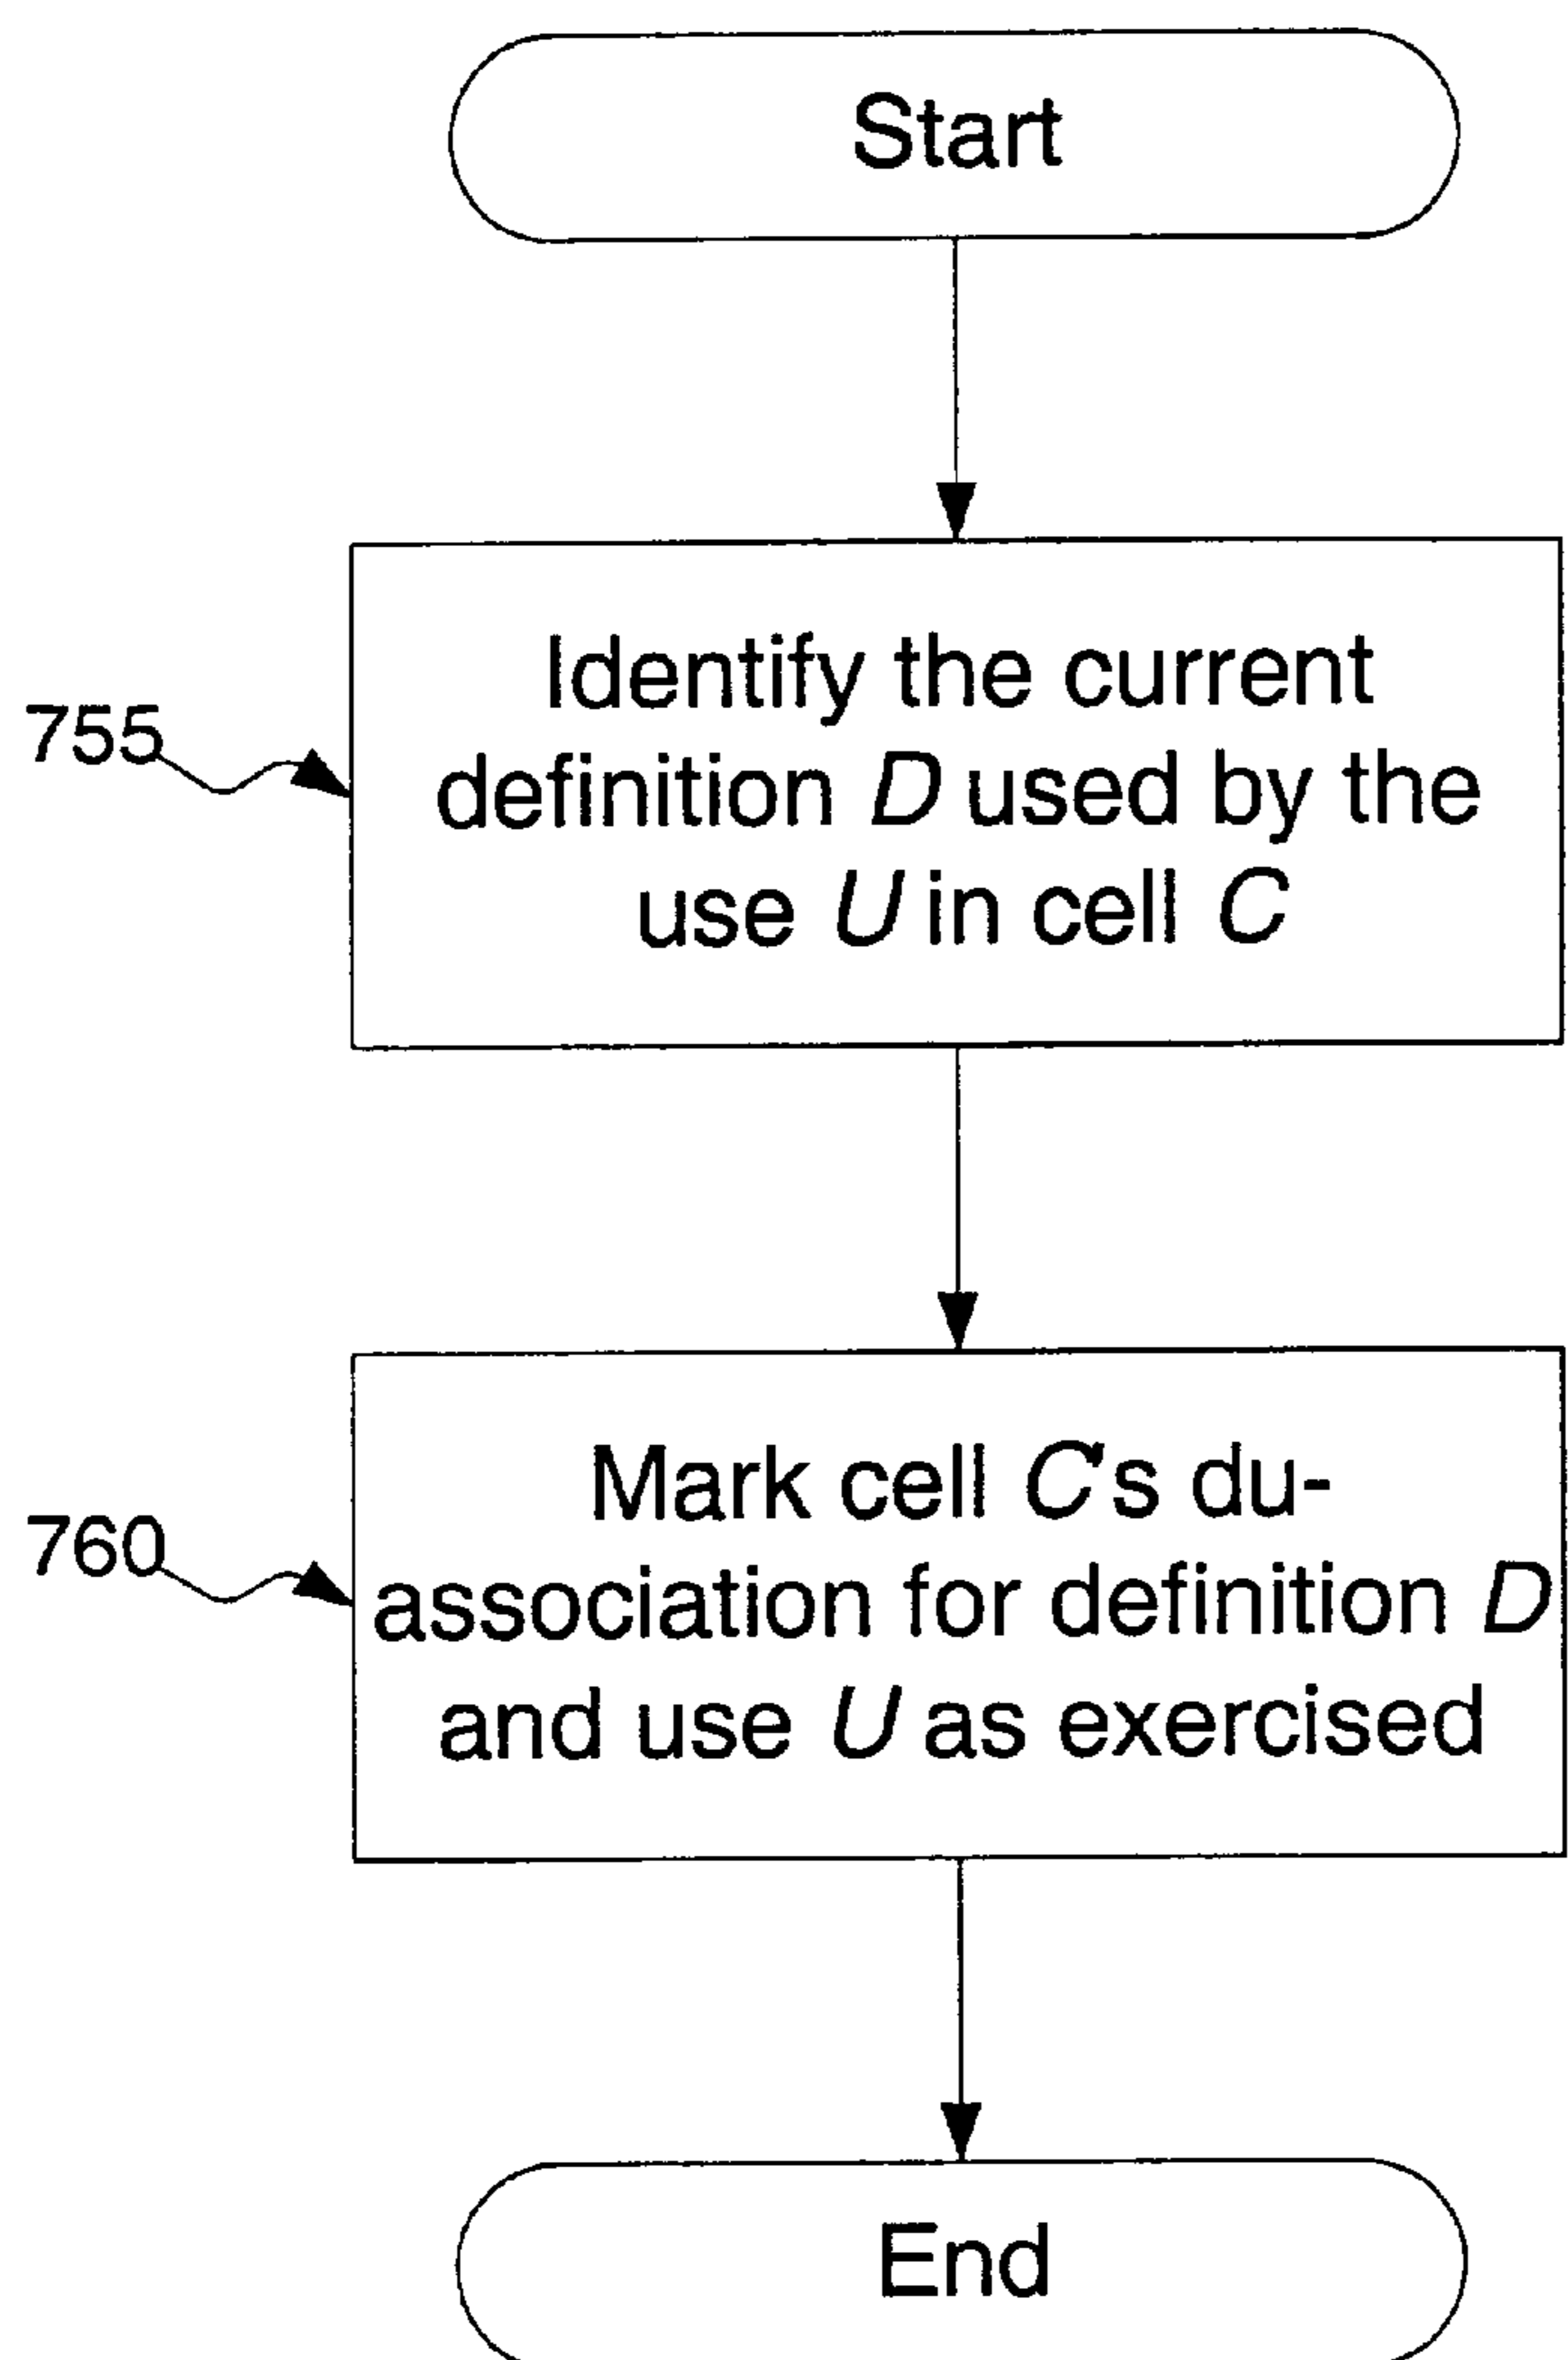 Start
Identify the current
755
definition D used by the
use U in cell C
Mark cell C's du-
760
association for definition D
and use U as exercised
End